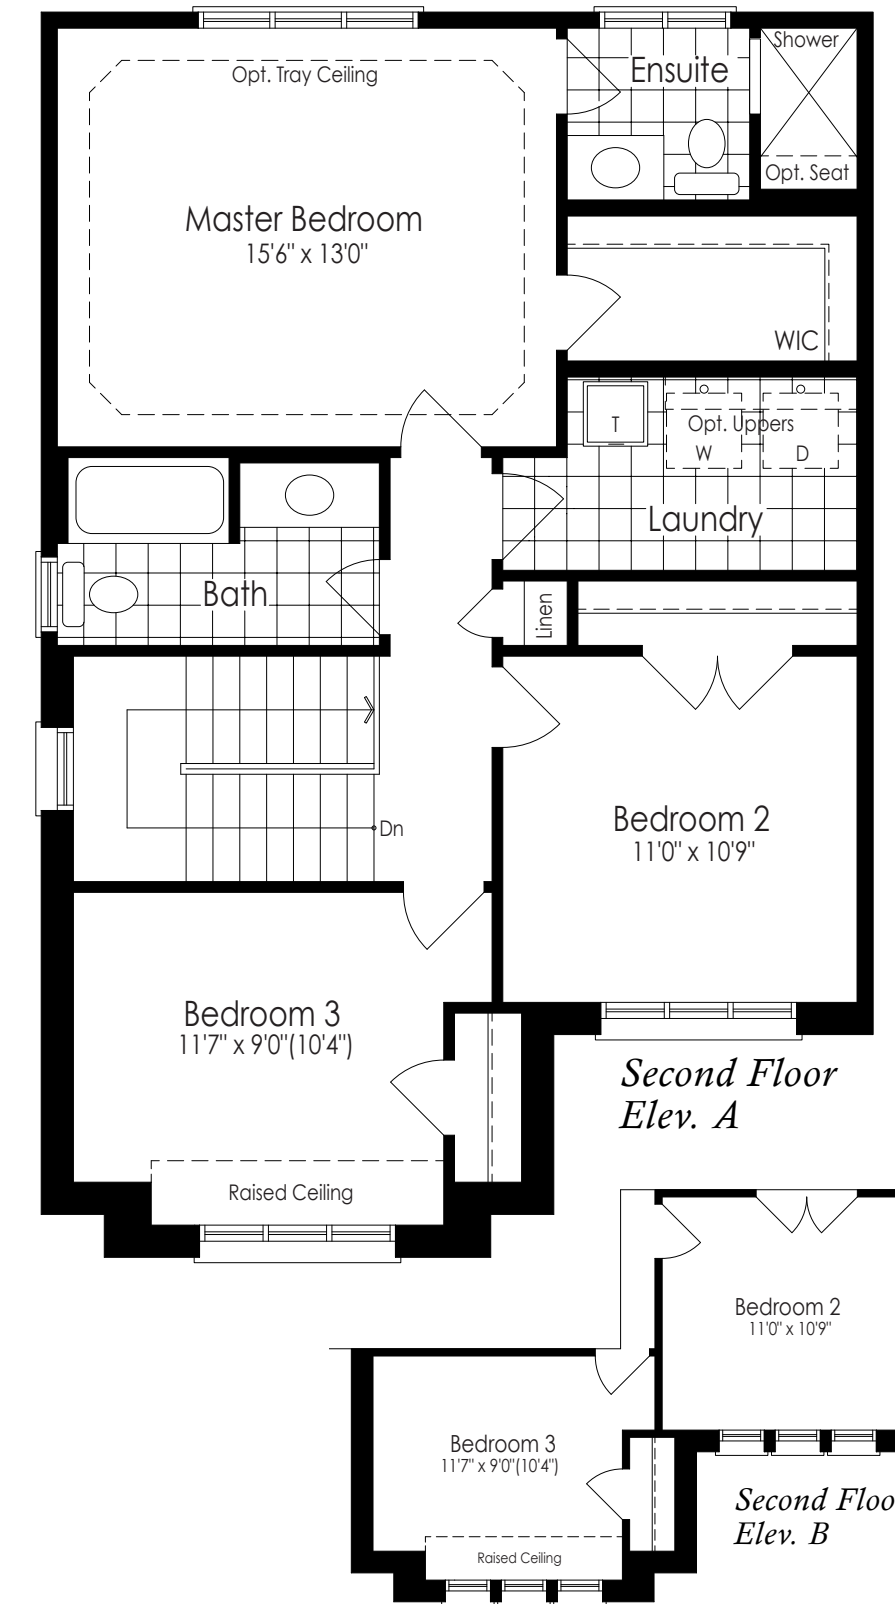 Shower
Opt. Tray Ceiling
Ensuite
Opt. Seat
Master Bedroom
15'6" x 13'0"
WIC
T
Opt. Uppers
W
D
Laundry
Bath
Linen
Dn
Bedroom 2
11'0" x 10'9"
Bedroom 3
11'7" x 9'0"(10'4")
Raised Ceiling
Second Floor
Elev. A
Bedroom 2
11'0" x 10'9"
Bedroom 3
11'7" x 9'0"(10'4")
Raised Ceiling
Second Floo
Elev. B